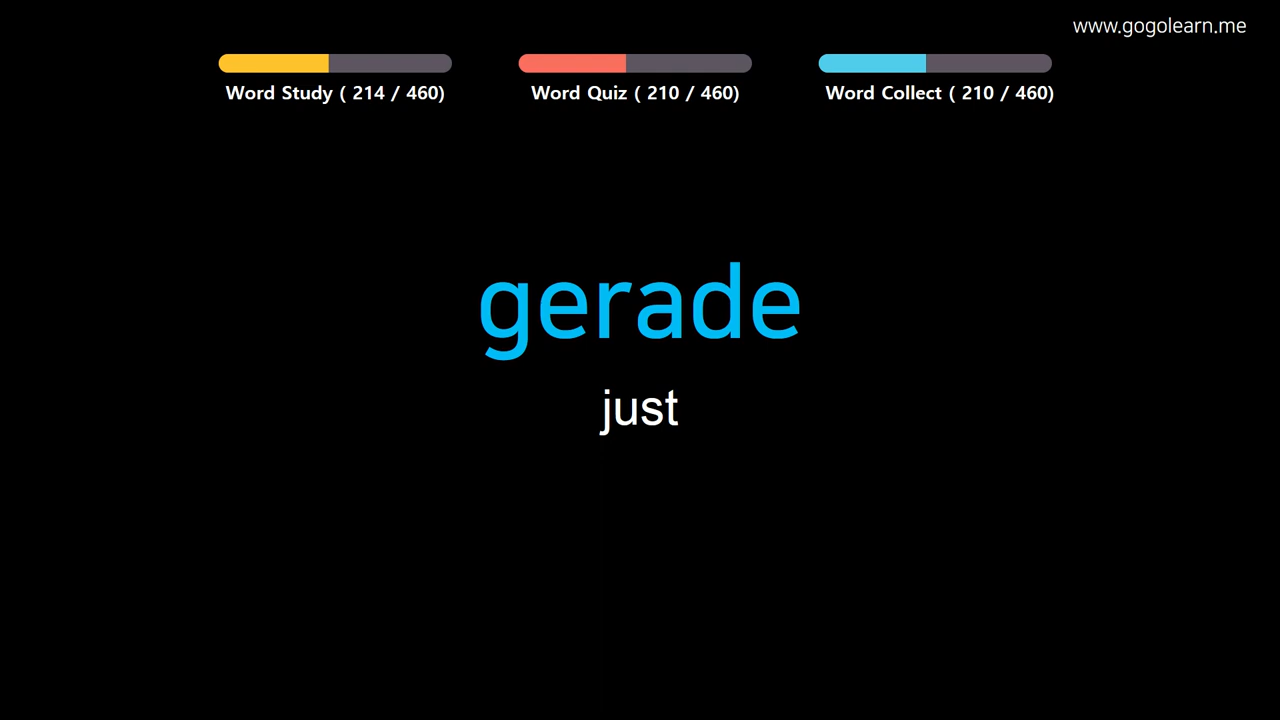 www.gogolearn.me
Word Study ( 214 / 460)
Word Quiz ( 210 / 460)
Word Collect ( 210 / 460)
gerade
just